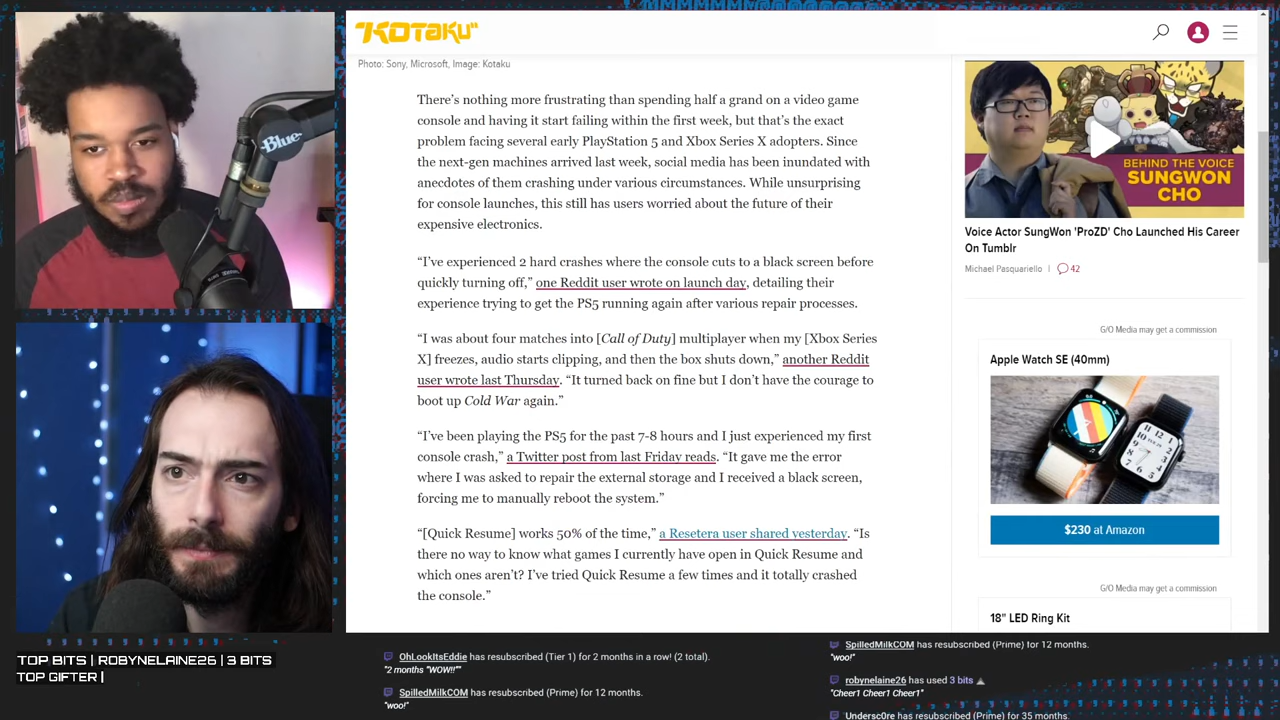 KOTAKU
Photo: Sony, Microsoft, Image: Kotaku
There's nothing more frustrating than spending half a grand on a video game
console and having it start failing within the first week, but that's the exact
problem facing several early PlayStation 5 and Xbox Series X adopters. Since
the next-gen machines arrived last week, social media has been inundated with
anecdotes of them crashing under various circumstances. While unsurprising
for console launches, this still has users worried about the future of their
expensive electronics.
“I've experienced 2 hard crashes where the console cuts to a black screen before
quickly turning off,” one Reddit user wrote on launch day, detailing their
experience trying to get the PS5 running again after various repair processes.
“I was about four matches into [Call of Duty] multiplayer when my [Xbox Series
X] freezes, audio starts clipping, and then the box shuts down,” another Reddit
user wrote last Thursday. “It turned back on fine but I don't have the courage to
boot up Cold War again.”
“I've been playing the PS5 for the past 7-8 hours and I just experienced my first
console crash,” a Twitter post from last Friday reads. “It gave me the error
where I was asked to repair the external storage and I received a black screen,
forcing me to manually reboot the system.”
“[Quick Resume] works 50% of the time,” a Resetera user shared yesterday. “Is
there no way to know what games I currently have open in Quick Resume and
which ones aren't? I've tried Quick Resume a few times and it totally crashed
the console.”
BEHIND THE VOICE
SUNGWON
CHO
Voice Actor SungWon 'ProZD' Cho Launched His Career
On Tumblr
Michael Pasquariello | 42
G/O Media may get a commission
Apple Watch SE (40mm)
$230 at Amazon
G/O Media may get a commission
18" LED Ring Kit
Blue
TOP BITS | ROBYNELAINE26 | 3 BITS
TOP GIFTER |
OhLookItsEddie has resubscribed (Tier 1) for 2 months in a row! (2 total).
"2 months "WOW!!""
SpilledMilkCOM has resubscribed (Prime) for 12 months.
"woo!"
SpilledMilkCOM has resubscribed (Prime) for 12 months.
"woo!"
robynelaine26 has used 3 bits
"Cheer1 Cheer1 Cheer1"
Undersc0re has resubscribed (Prime) for 35 months.